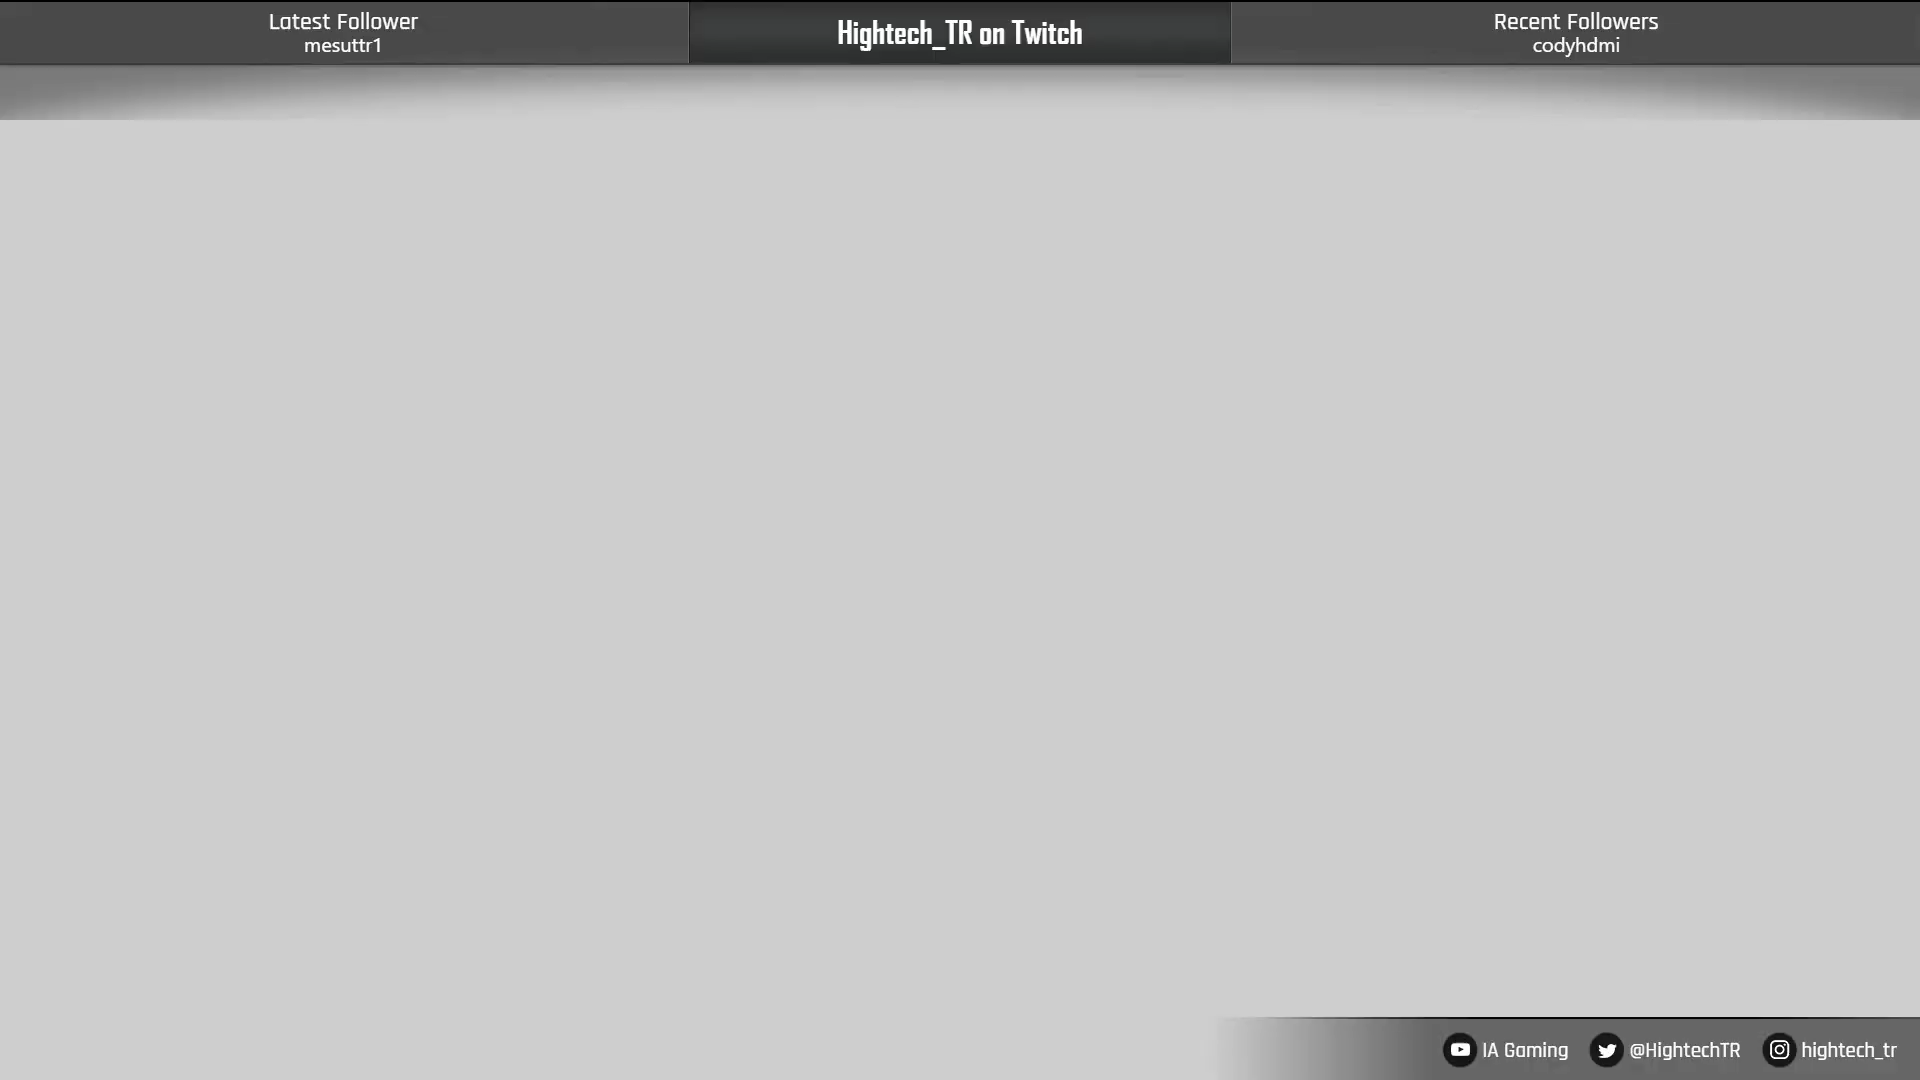 Latest Follower
mesuttr1
Hightech_TR on Twitch
Recent Followers
codyhdmi
IA Gaming
@HightechTR
hightech_tr